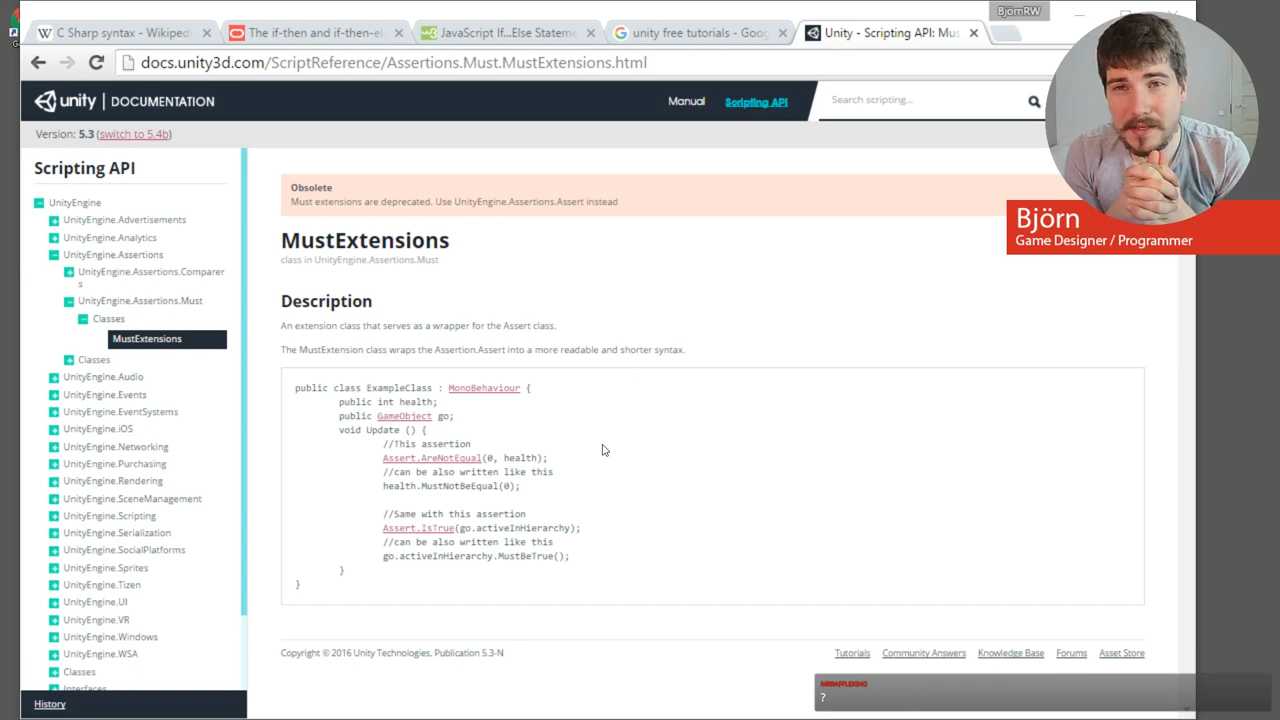 BjornRW
C Sharp syntax - Wikiped
The if-then and if-then-el
JavaScript If...Else Stateme
unity free tutorials - Goog
Unity - Scripting API: Mus
docs.unity3d.com/ScriptReference/Assertions.Must.MustExtensions.html
unity | DOCUMENTATION
Manual
Scripting API
Search scripting...
Version: 5.3 (switch to 5.4b)
Björn
Game Designer / Programmer
Scripting API
UnityEngine
UnityEngine.Advertisements
UnityEngine.Analytics
UnityEngine.Assertions
UnityEngine.Assertions.Comparer
s
UnityEngine.Assertions.Must
Classes
MustExtensions
Classes
UnityEngine.Audio
UnityEngine.Events
UnityEngine.EventSystems
UnityEngine.iOS
UnityEngine.Networking
UnityEngine.Purchasing
UnityEngine.Rendering
UnityEngine.SceneManagement
UnityEngine.Scripting
UnityEngine.Serialization
UnityEngine.SocialPlatforms
UnityEngine.Sprites
UnityEngine.Tizen
UnityEngine.UI
UnityEngine.VR
UnityEngine.Windows
UnityEngine.WSA
Classes
Interfaces
History
Obsolete
Must extensions are deprecated. Use UnityEngine.Assertions.Assert instead
MustExtensions
class in UnityEngine.Assertions.Must
Description
An extension class that serves as a wrapper for the Assert class.
The MustExtension class wraps the Assertion.Assert into a more readable and shorter syntax.
public class ExampleClass : MonoBehaviour {
public int health;
public GameObject go;
void Update () {
//This assertion
Assert.AreNotEqual(0, health);
//can be also written like this
health.MustNotBeEqual(0);
//Same with this assertion
Assert.IsTrue(go.activeInHierarchy);
//can be also written like this
go.activeInHierarchy.MustBeTrue();
}
}
Copyright © 2016 Unity Technologies. Publication 5.3-N
Tutorials
Community Answers
Knowledge Base
Forums
Asset Store
?